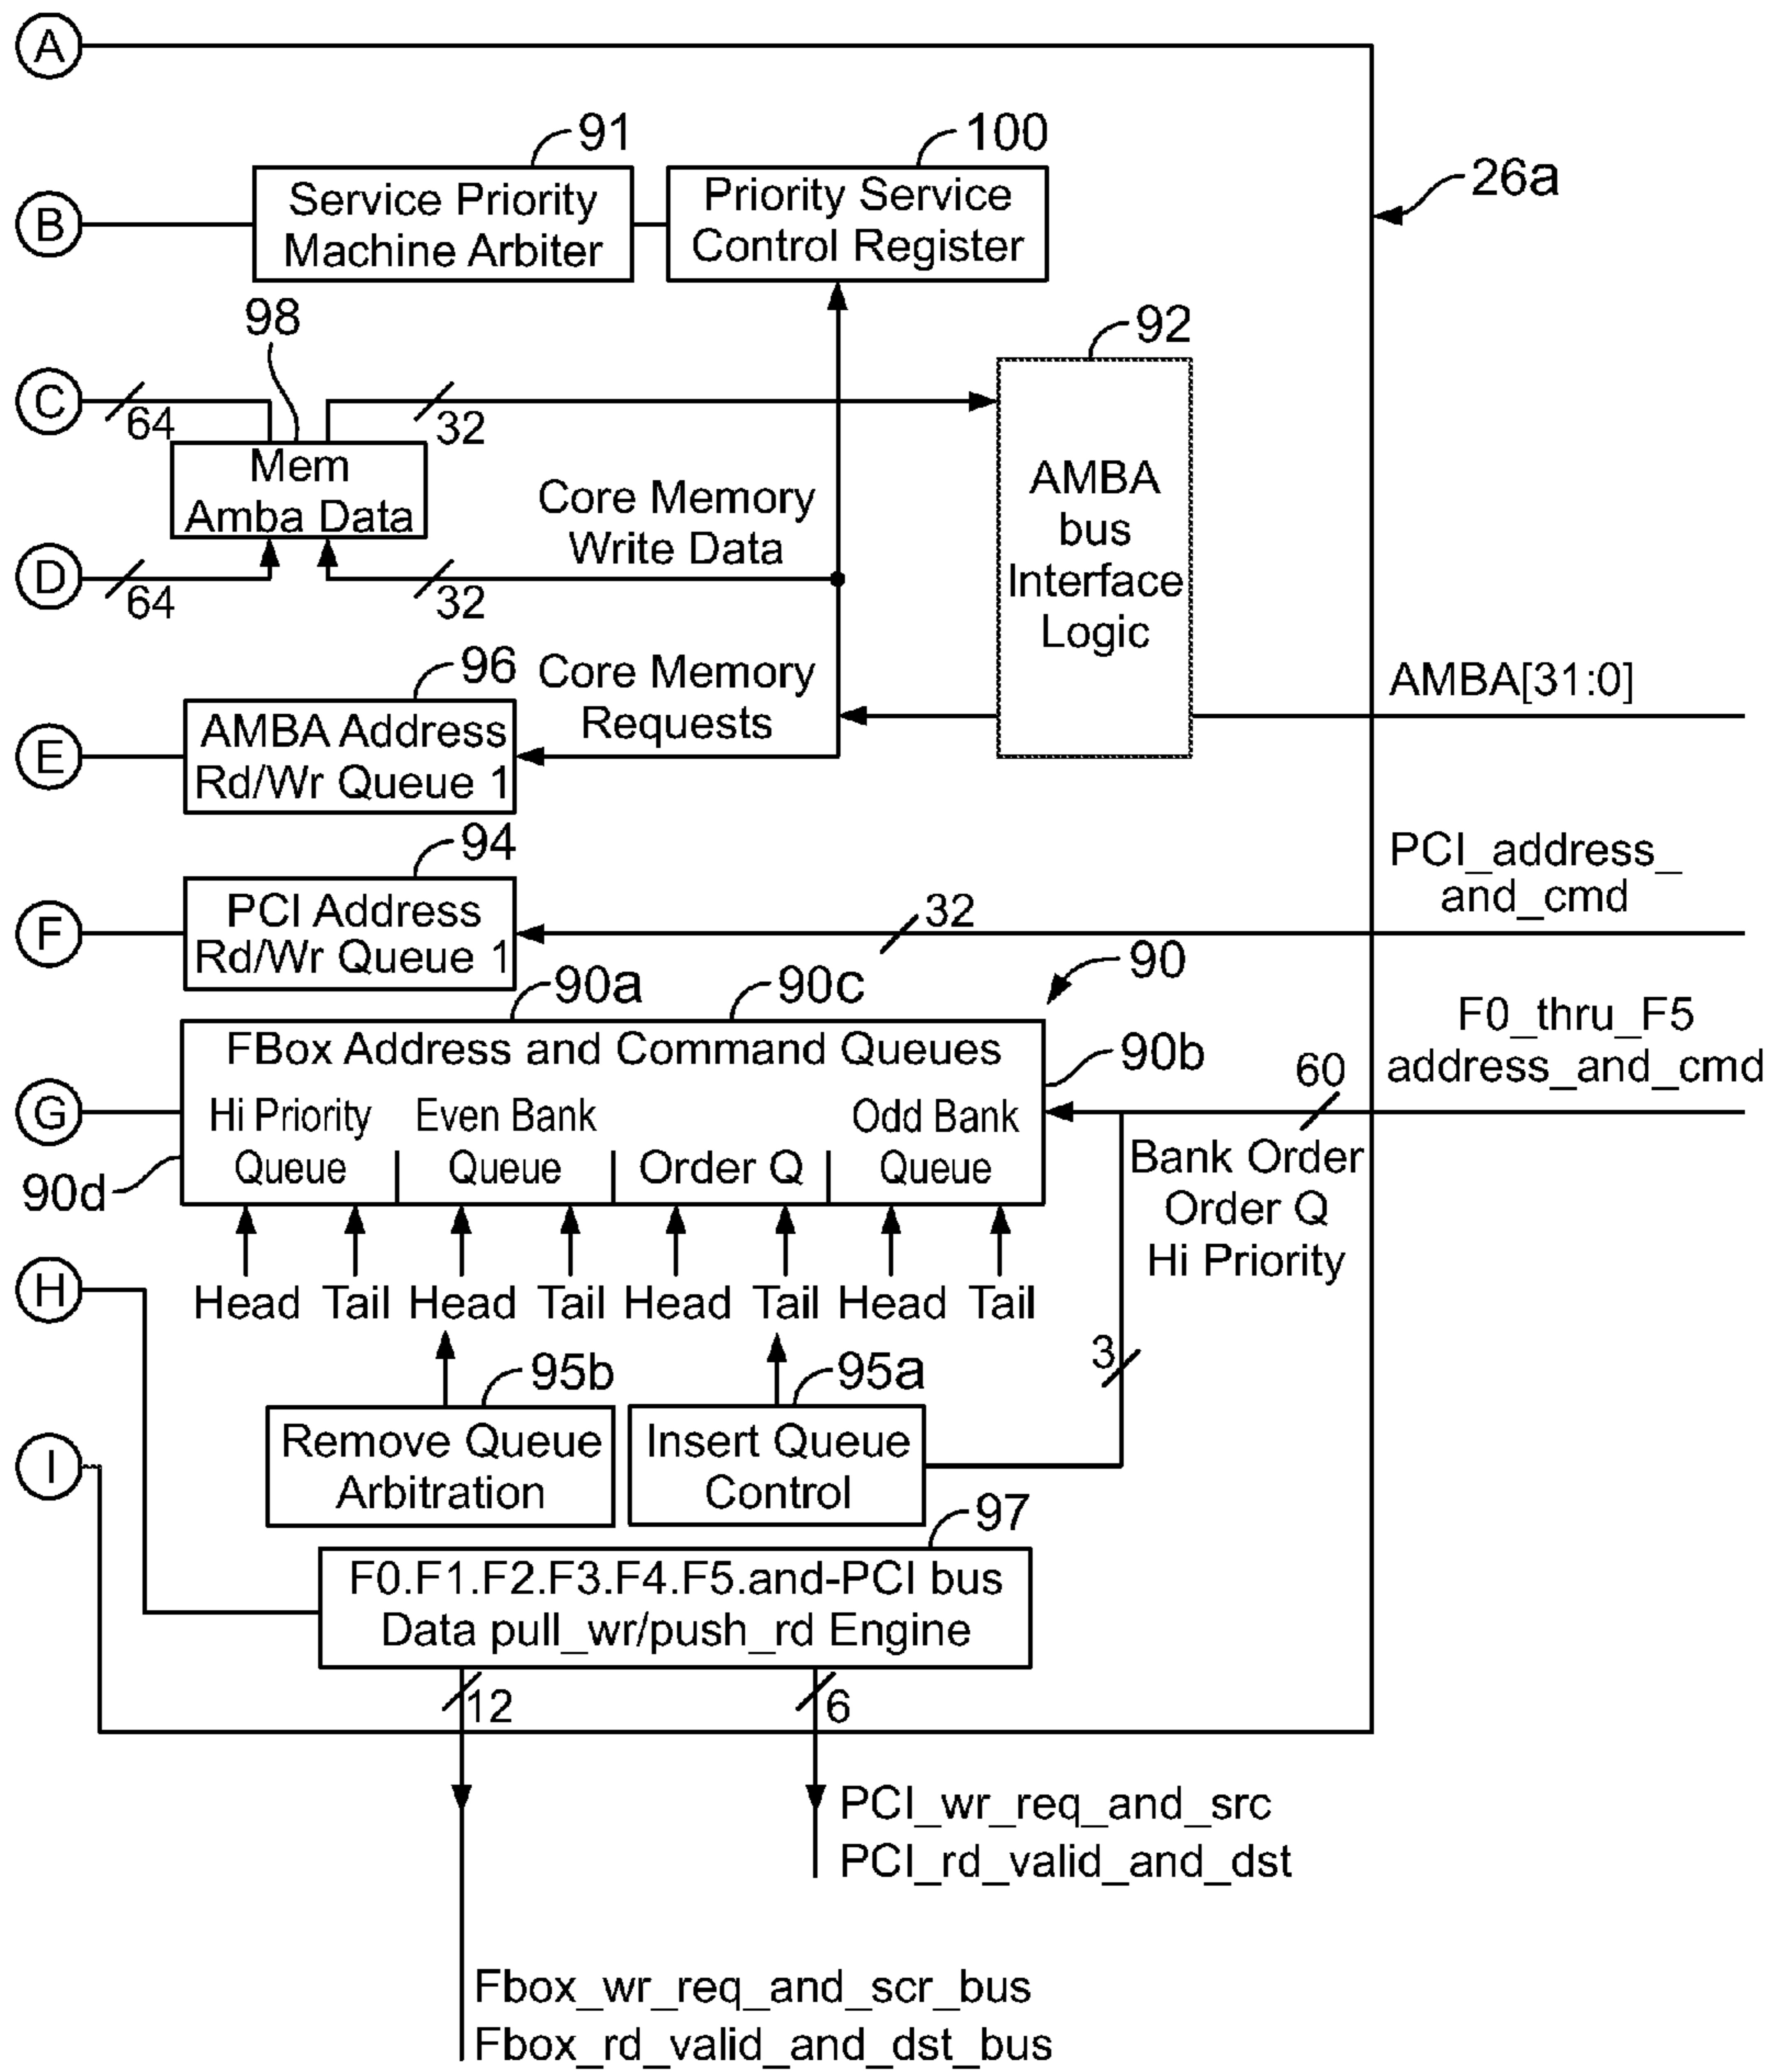 A
91
100
Service Priority
Machine Arbiter
Priority Service
Control Register
26a
B
98
92
C
64
32
Mem
Amba Data
Core Memory
Write Data
AMBA
bus
Interface
Logic
D
64
32
96
Core Memory
Requests
AMBA[31:0]
E
AMBA Address
Rd/Wr Queue 1
94
PCI_address_
and_cmd
F
PCI Address
Rd/Wr Queue 1
32
90
90a
90c
F0_thru_F5
address_and_cmd
FBox Address and Command Queues
90b
60
G
Hi Priority
Queue
Even Bank
Queue
Order Q
Odd Bank
Queue
Bank Order
Order Q
Hi Priority
90d
H
Head Tail Head Tail Head Tail Head Tail
3
95b
95a
I
Remove Queue
Arbitration
Insert Queue
Control
97
F0.F1.F2.F3.F4.F5.and-PCI bus
Data pull_wr/push_rd Engine
12
6
PCI_wr_req_and_src
PCI_rd_valid_and_dst
Fbox_wr_req_and_scr_bus
Fbox_rd_valid_and_dst_bus